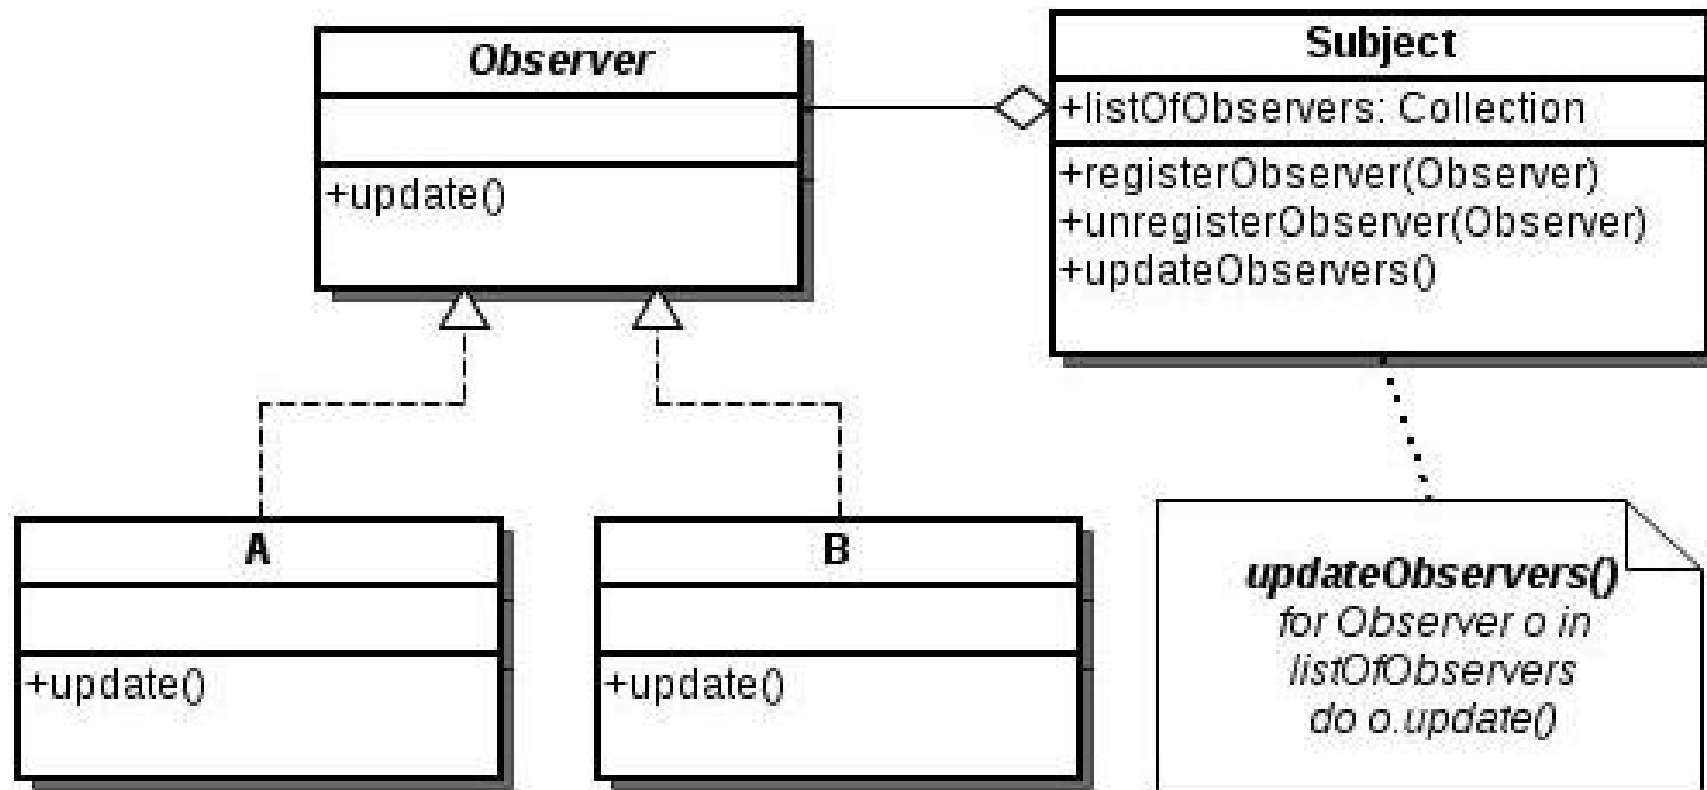 Observer
+update()
Subject
+listOfObservers: Collection
+registerObserver(Observer)
+unregisterObserver(Observer)
+updateObservers()
A
+update()
B
+update()
updateObservers()
for Observer o in
listOfObservers
do o.update()